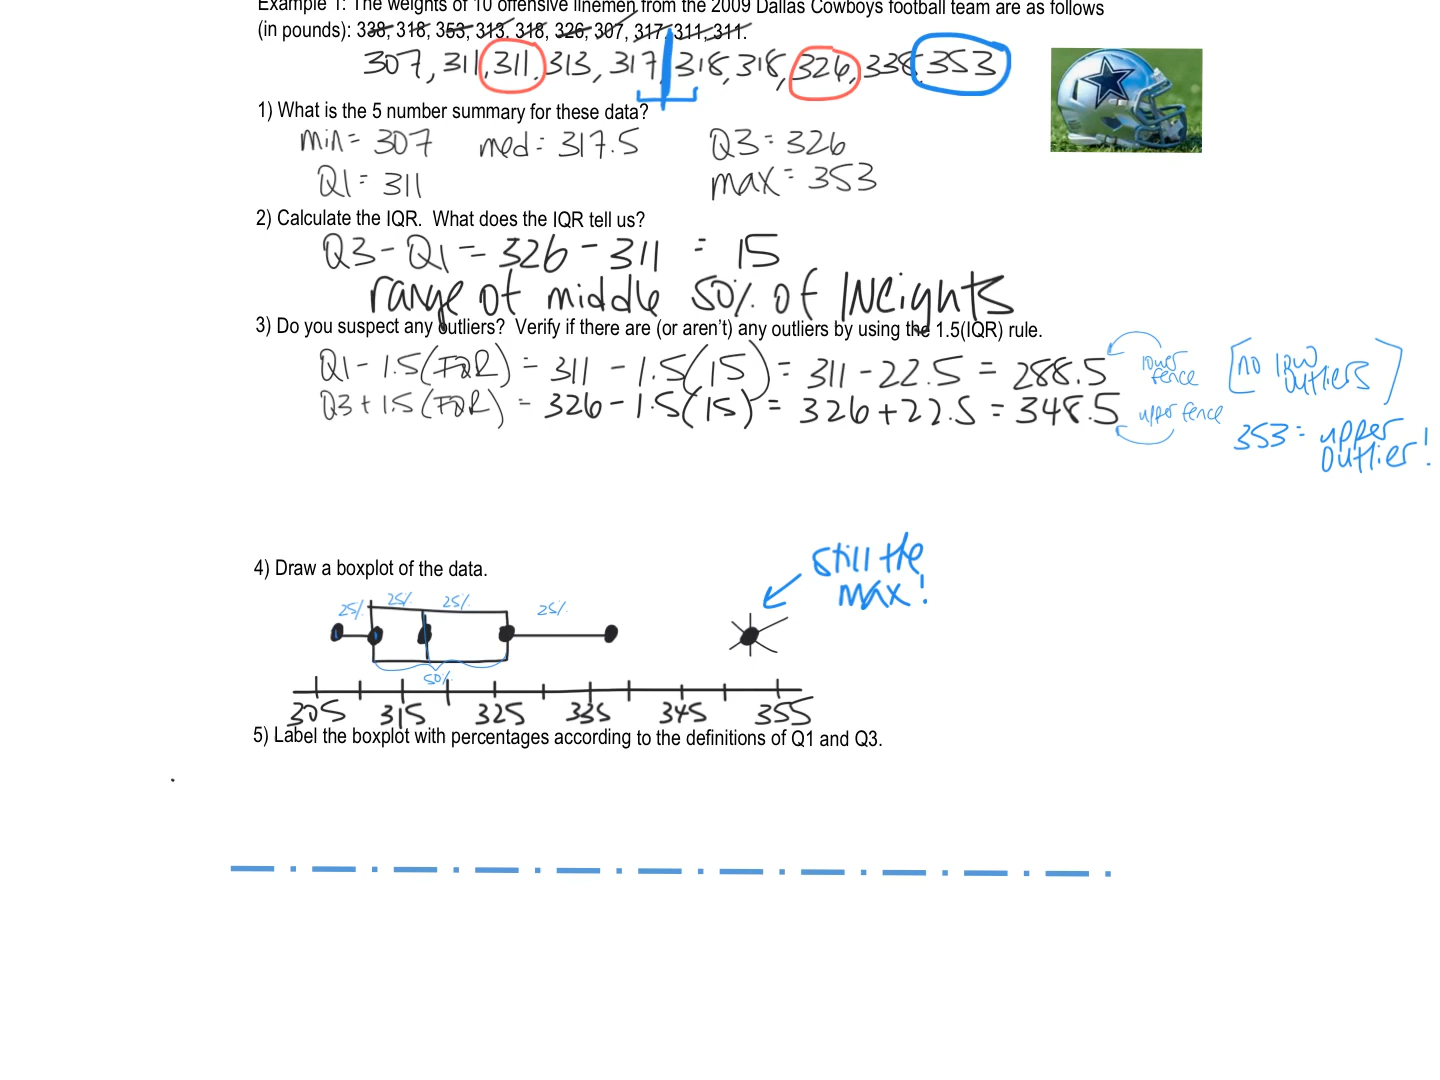 Example 1: The weights of 10 offensive linemen from the 2009 Dallas Cowboys football team are as follows
(in pounds): 338, 318, 353, 313, 318, 326, 307, 317, 311, 311.
307, 311, 311, 313, 317, 318, 318, 326, 338, 353
1) What is the 5 number summary for these data?
min = 307 med = 317.5 Q3 = 326
Q1 = 311 max = 353
2) Calculate the IQR. What does the IQR tell us?
Q3 - Q1 = 326 - 311 = 15
range of middle 50% of weights
3) Do you suspect any outliers? Verify if there are (or aren't) any outliers by using the 1.5(IQR) rule.
Q1 - 1.5(IQR) = 311 - 1.5(15) = 311 - 22.5 = 288.5 lower fence [no low outliers]
Q3 + 1.5(IQR) = 326 - 1.5(15) = 326 + 22.5 = 348.5 upper fence
353 = upper
outlier!
still the
4) Draw a boxplot of the data.
max!
25% 25% 25% 25%
50%
305 315 325 335 345 355
5) Label the boxplot with percentages according to the definitions of Q1 and Q3.